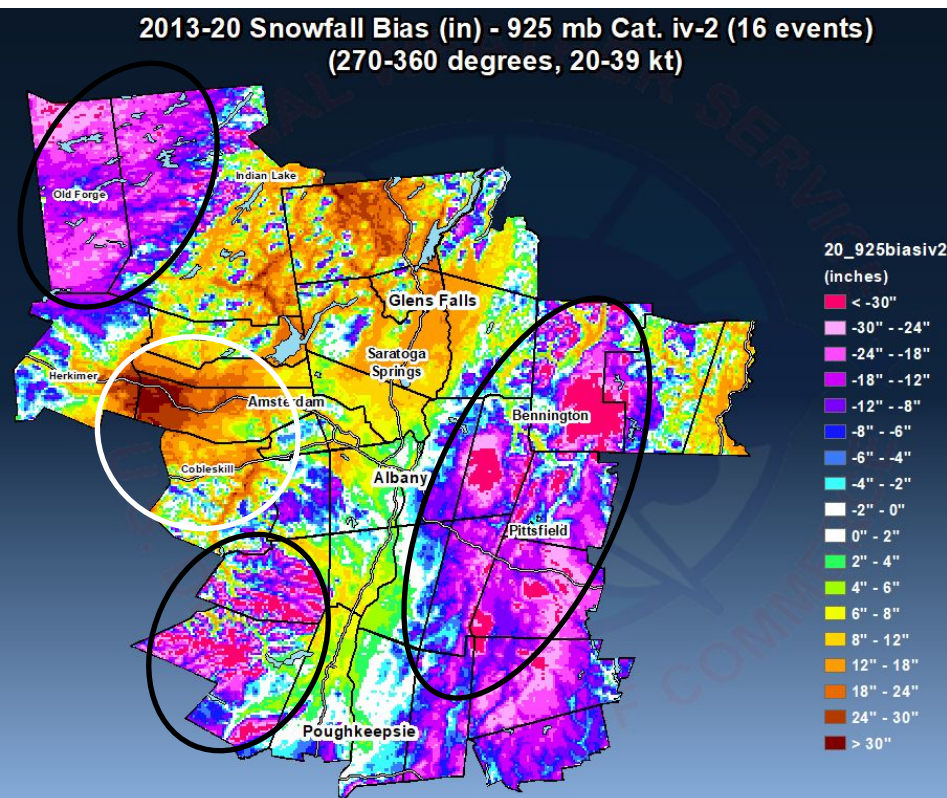 2013-20 Snowfall Bias (in) - 925 mb Cat. iv-2 (16 events)
(270-360 degrees, 20-39 kt)
Indian Lake
Old Forge
Glens Falls
Saratoga
Springs
Herkimer
Amsterdam
Bennington
Cobleskill
Albany
Pittsfield
Poughkeepsie
20_925biasiv2
(inches)
< -30"
-30" - -24"
-24" - -18"
-18" - -12"
-12" - -8"
-8" - -6"
-6" - -4"
-4" - -2"
-2" - 0"
0" - 2"
2" - 4"
4" - 6"
6" - 8"
8" - 12"
12" - 18"
18" - 24"
24" - 30"
> 30"